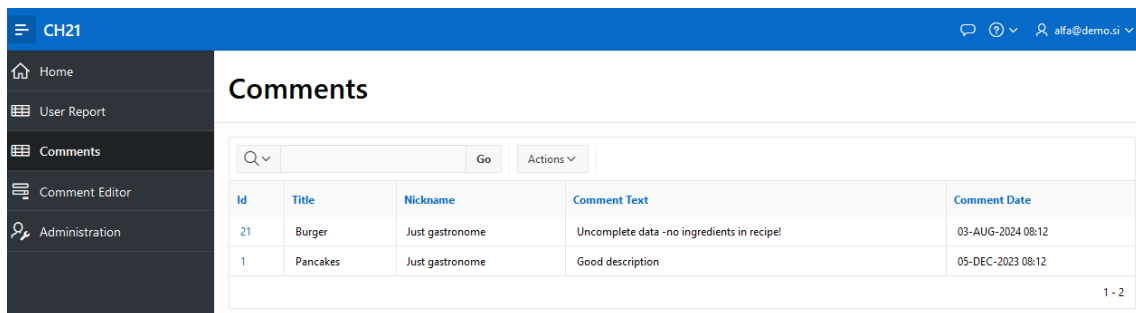 CH21
alfa@demo.si
Home
User Report
Comments
Comment Editor
Administration
Comments
Go Actions
Id Title Nickname Comment Text Comment Date
21 Burger Just gastronome Uncomplete data -no ingredients in recipe! 03-AUG-2024 08:12
1 Pancakes Just gastronome Good description 05-DEC-2023 08:12
1 - 2